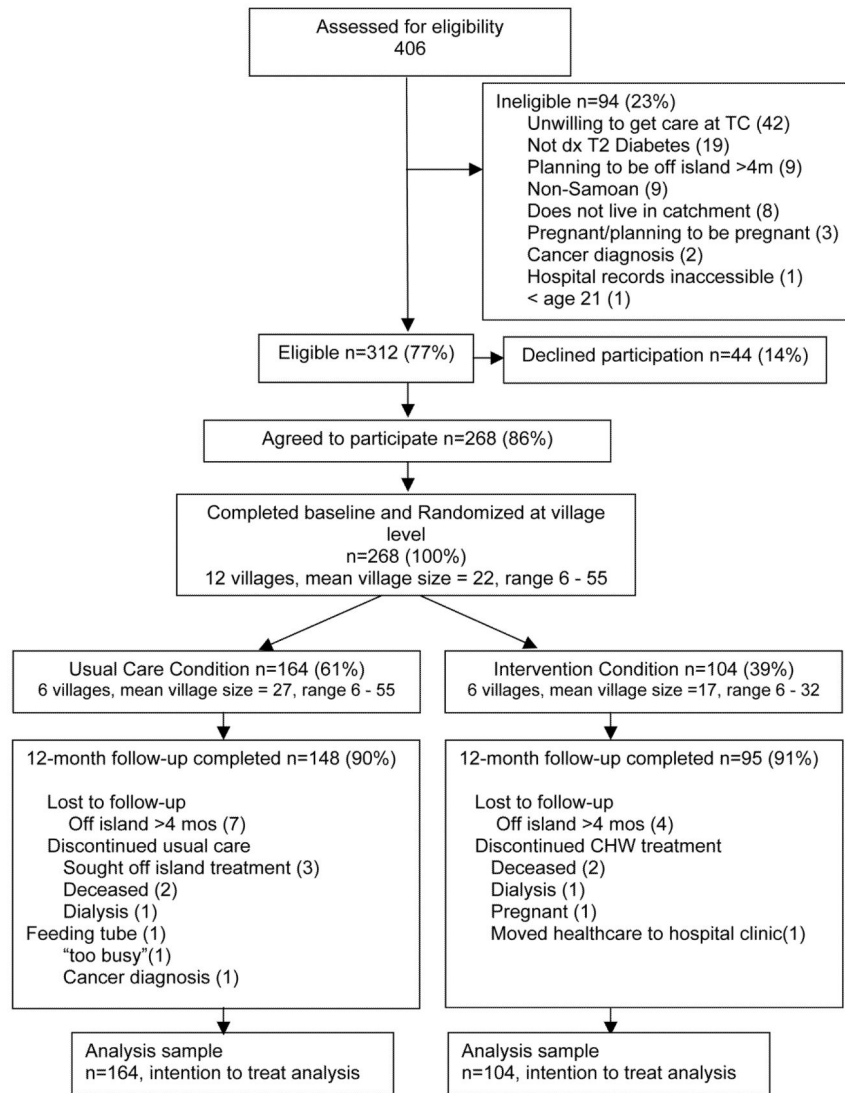 Assessed for eligibility
406
Ineligible n=94 (23%)
Unwilling to get care at TC (42)
Not dx T2 Diabetes (19)
Planning to be off island >4m (9)
Non-Samoan (9)
Does not live in catchment (8)
Pregnant/planning to be pregnant (3)
Cancer diagnosis (2)
Hospital records inaccessible (1)
< age 21 (1)
Eligible n=312 (77%)
Declined participation n=44 (14%)
Agreed to participate n=268 (86%)
Completed baseline and Randomized at village
level
n=268 (100%)
12 villages, mean village size = 22, range 6 - 55
Usual Care Condition n=164 (61%)
6 villages, mean village size = 27, range 6 - 55
Intervention Condition n=104 (39%)
6 villages, mean village size =17, range 6 - 32
12-month follow-up completed n=148 (90%)
Lost to follow-up
Off island >4 mos (7)
Discontinued usual care
Sought off island treatment (3)
Deceased (2)
Dialysis (1)
Feeding tube (1)
“too busy”(1)
Cancer diagnosis (1)
12-month follow-up completed n=95 (91%)
Lost to follow-up
Off island >4 mos (4)
Discontinued CHW treatment
Deceased (2)
Dialysis (1)
Pregnant (1)
Moved healthcare to hospital clinic(1)
Analysis sample
n=164, intention to treat analysis
Analysis sample
n=104, intention to treat analysis